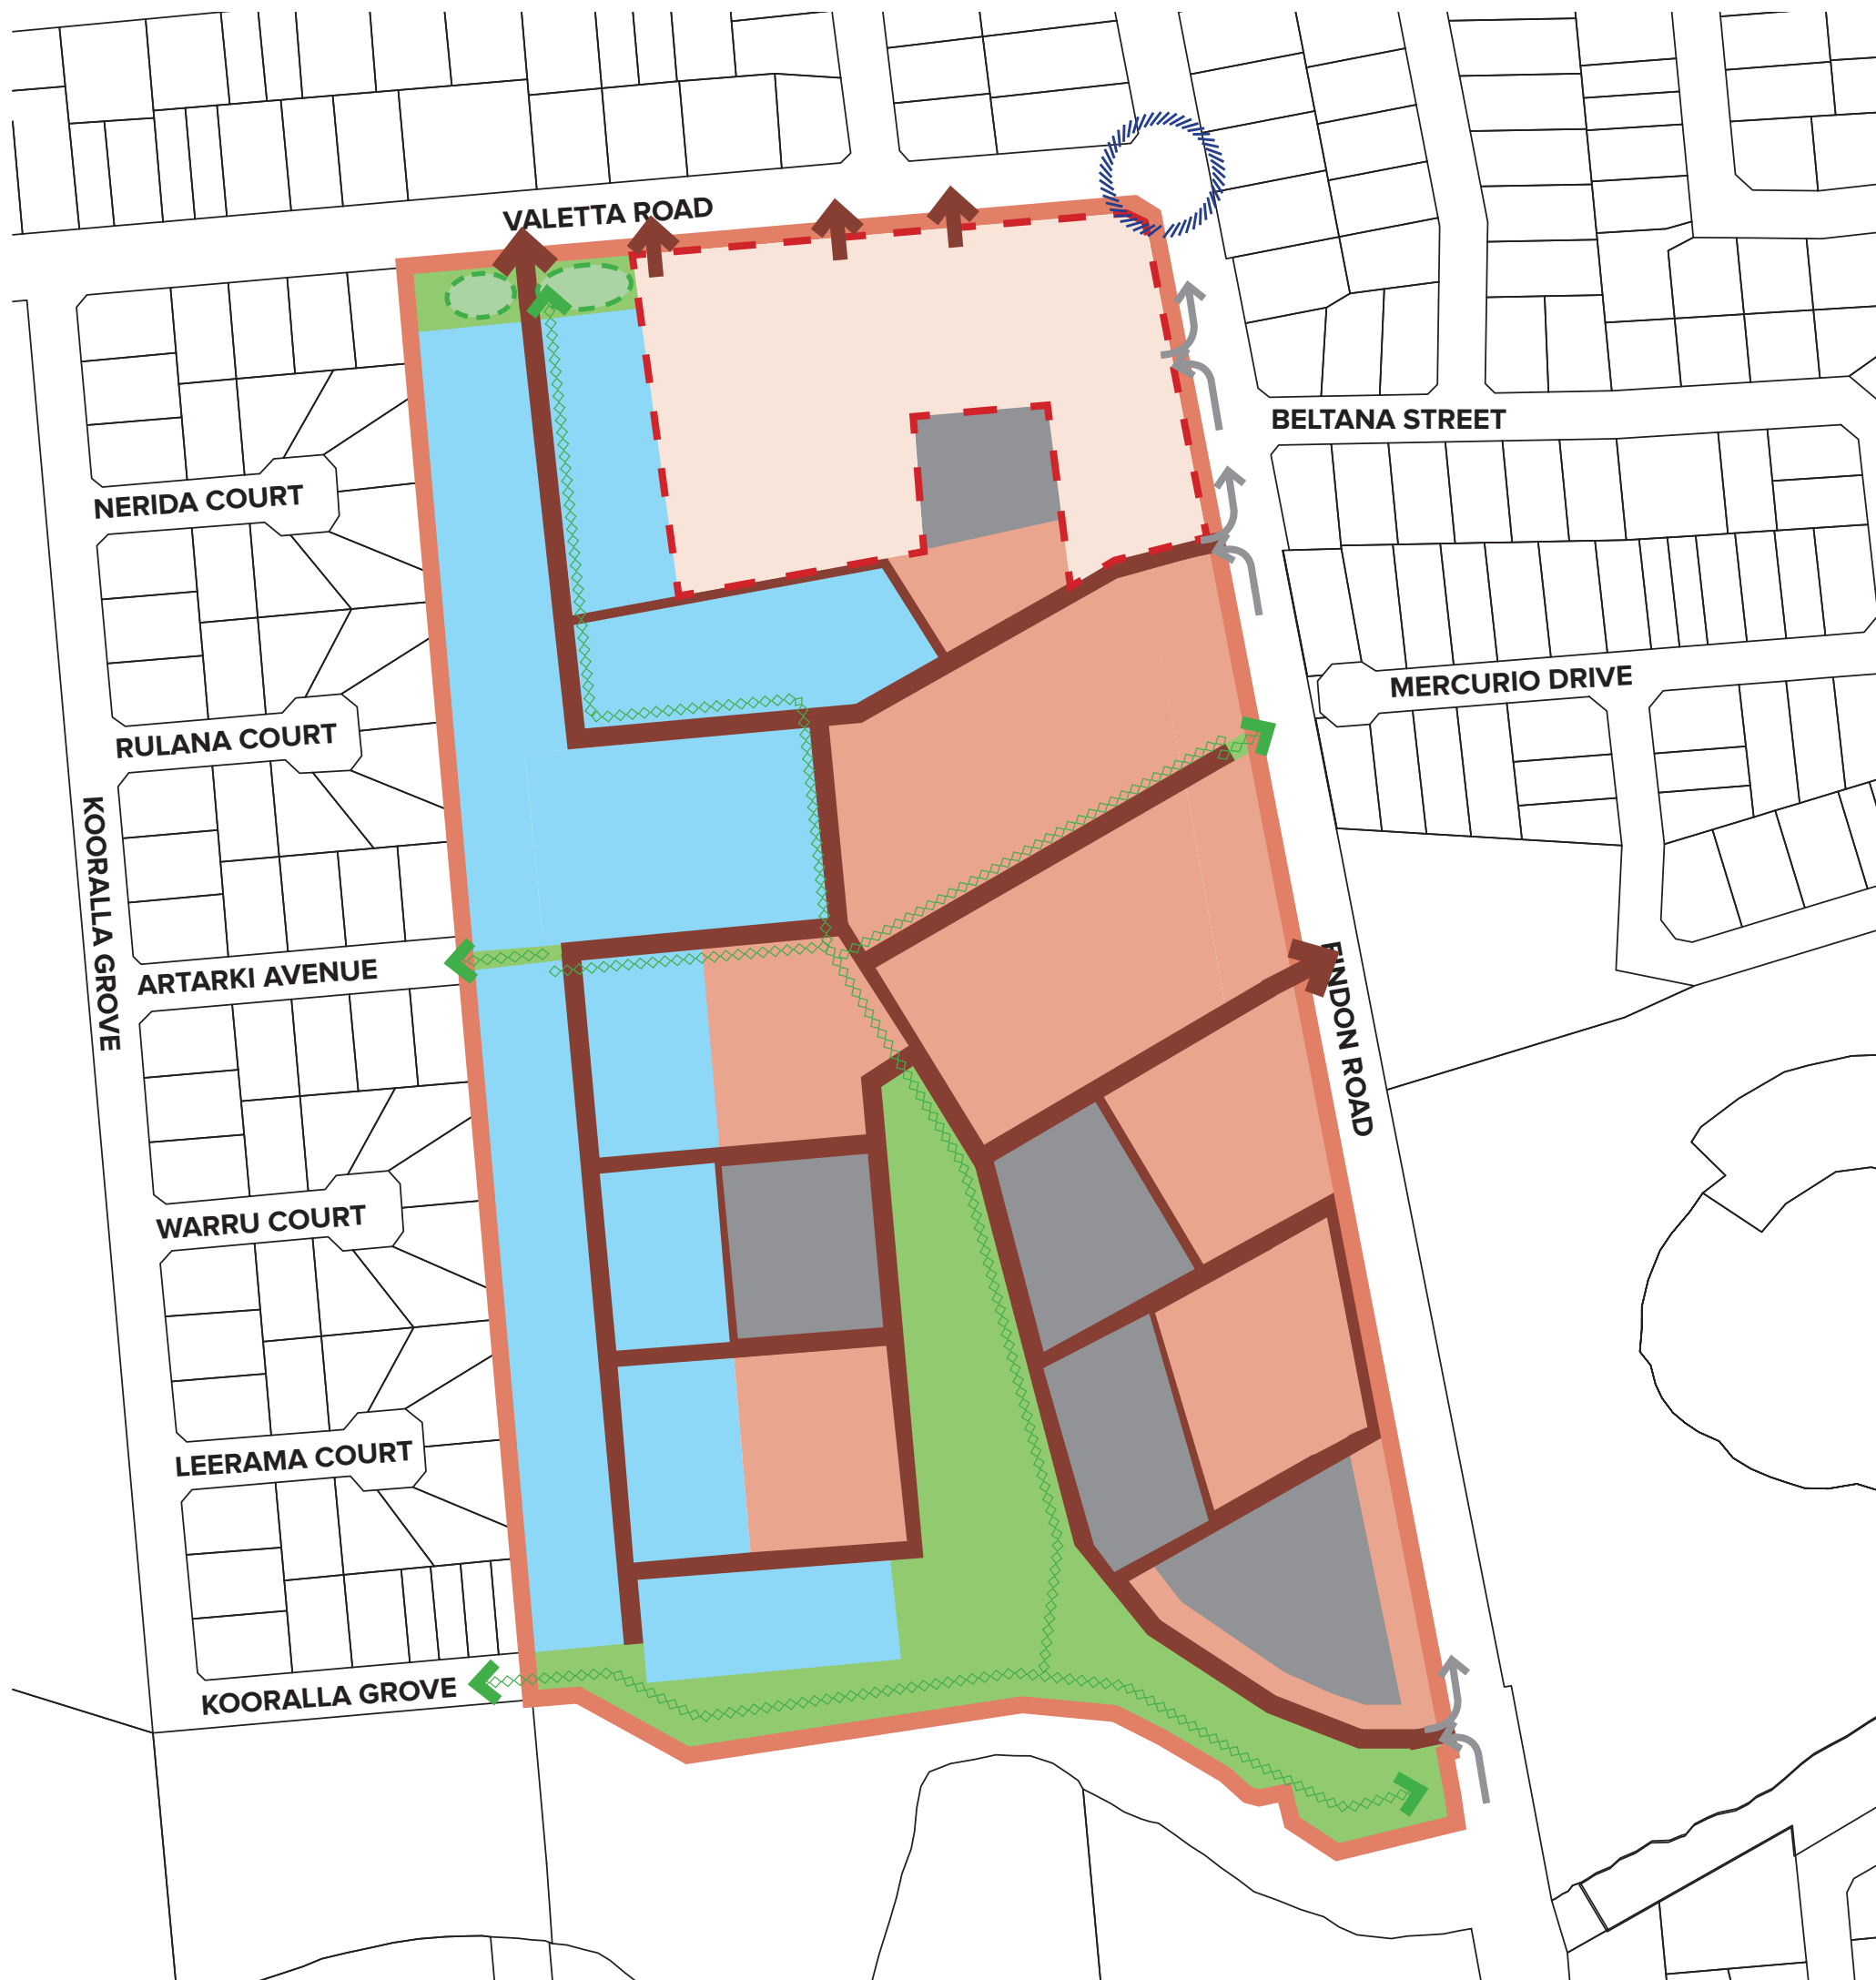 VALETTA ROAD
BELTANA STREET
NERIDA COURT
MERCURIO DRIVE
RULANA COURT
KOORALLA GROVE
ARTARKI AVENUE
FINDON ROAD
WARRU COURT
LEERAMA COURT
KOORALLA GROVE